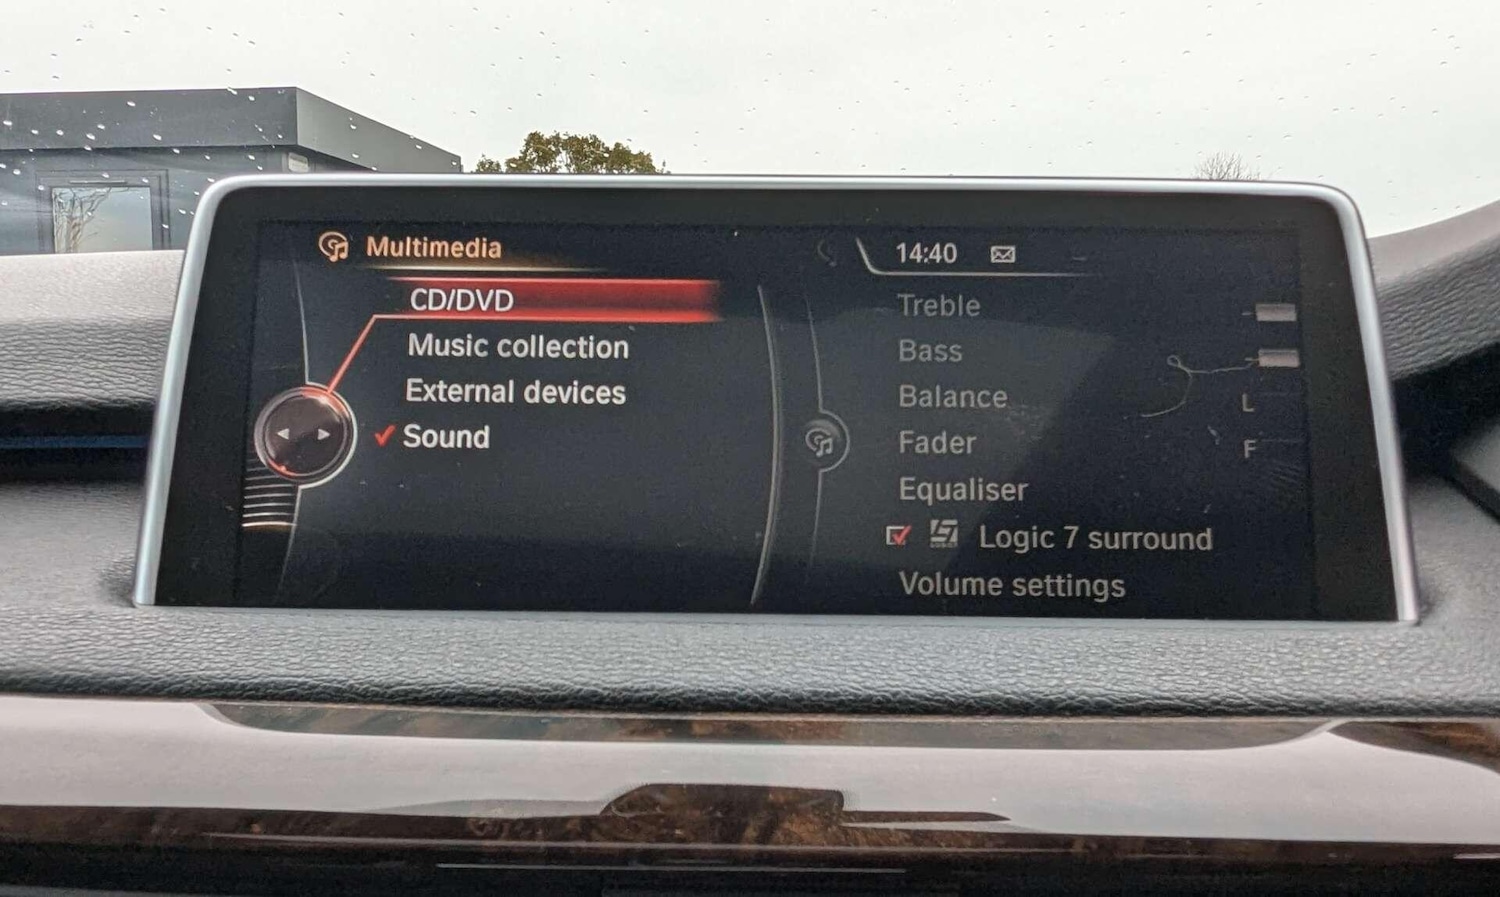 Multimedia
CD/DVD
Music collection
External devices
Sound
14:40
Treble
Bass
Balance L
Fader F
Equaliser
Logic 7 surround
Volume settings